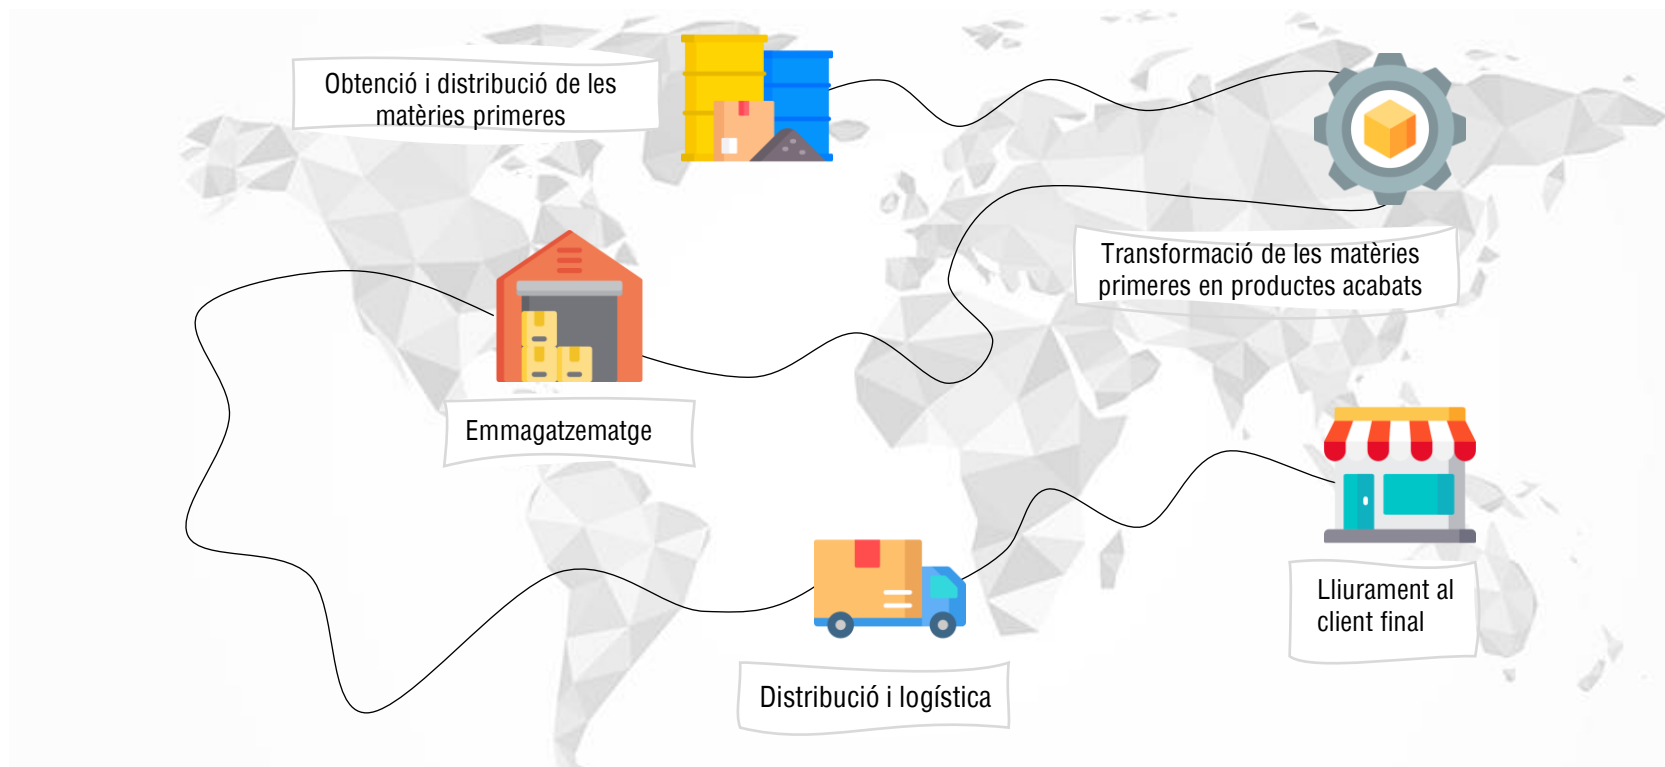 Obtenció i distribució de les
matèries primeres
Transformació de les matèries
primeres en productes acabats
Emmagatzematge
Lliurament al
client final
Distribució i logística